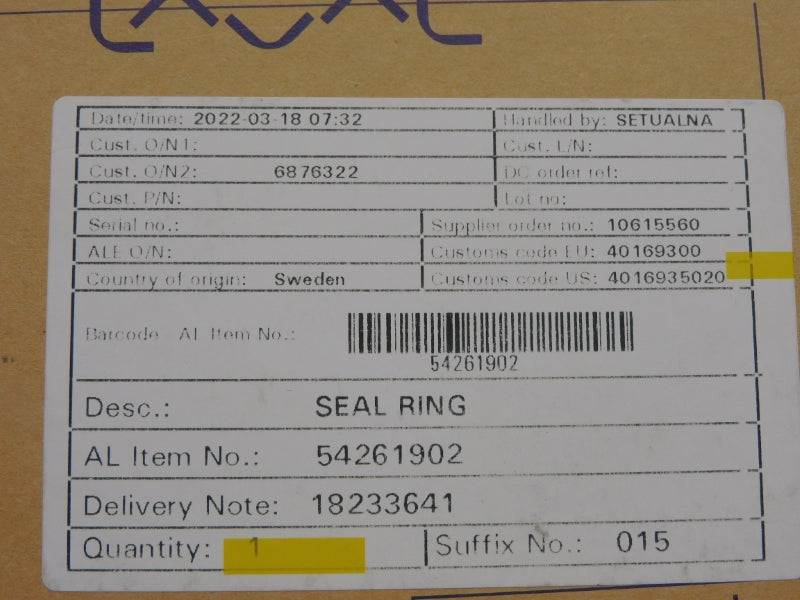 Date/time: 2022-03-18 07:32 Handled by: SETUALNA
Cust. O/N1: Cust. L/N:
Cust. O/N2: 6876322 DC order ref:
Cust. P/N: Lot no:
Serial no.: Supplier order no.: 10615560
ALE O/N: Customs code EU: 40169300
Country of origin: Sweden Customs code US: 4016935020
Barcode AL Item No.:
54261902
Desc.: SEAL RING
AL Item No.: 54261902
Delivery Note: 18233641
Quantity: 1 Suffix No.: 015